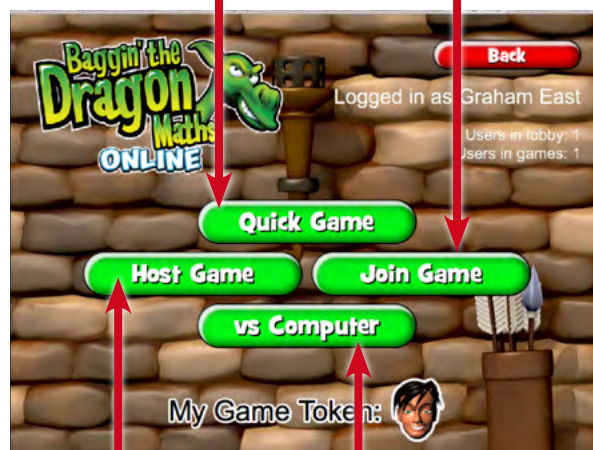 Baggin' the
Dragon
Maths
ONLINE
Back
Logged in as Graham East
Users in lobby: 1
Users in games: 1
Quick Game
Host Game
Join Game
vs Computer
My Game Token: